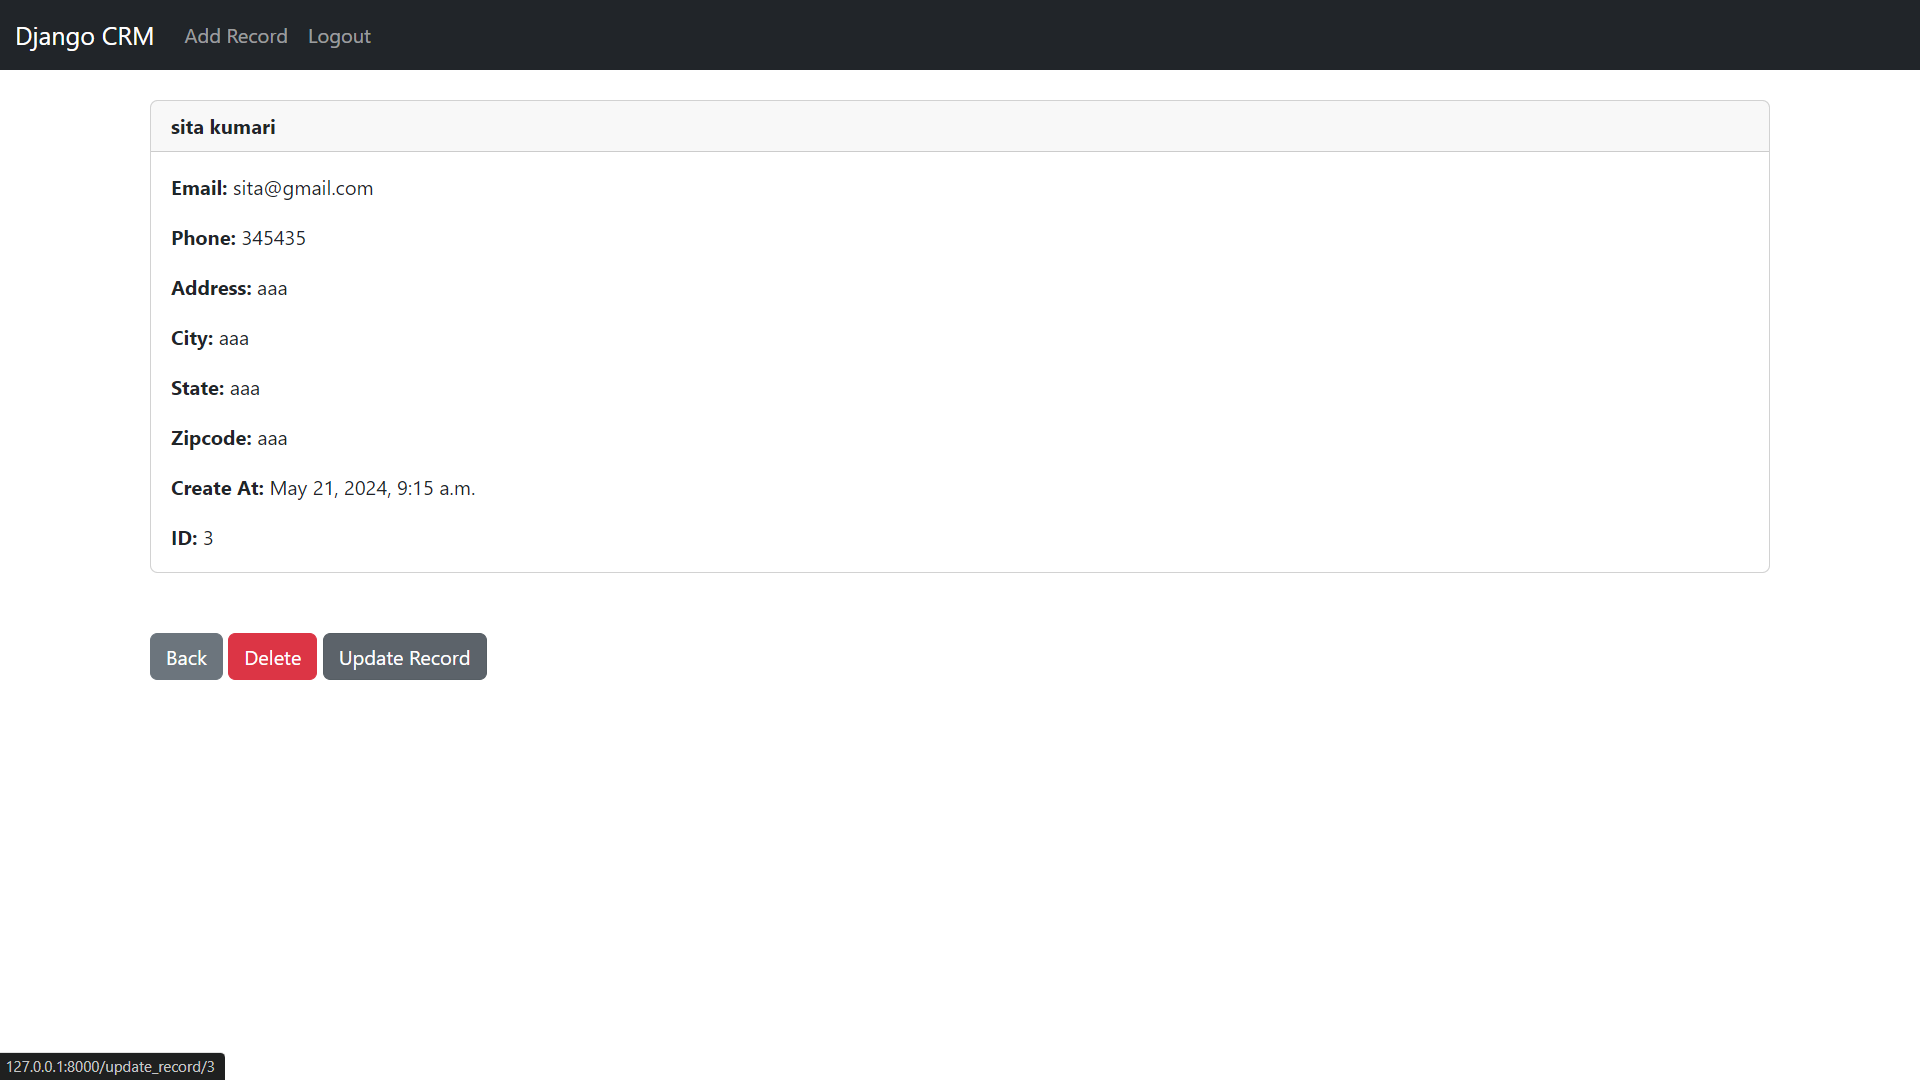 Django CRM Add Record Logout
sita kumari
Email: sita@gmail.com
Phone: 345435
Address: aaa
City: aaa
State: aaa
Zipcode: aaa
Create At: May 21, 2024, 9:15 a.m.
ID: 3
Back Delete Update Record
127.0.0.1:8000/update_record/3